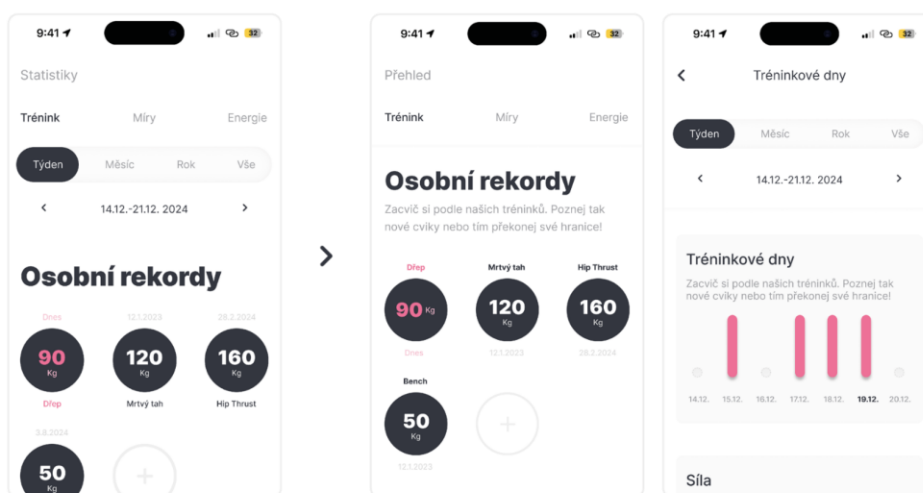 9:41
32
Statistiky
Trénink Míry Energie
Týden Měsíc Rok Vše
14.12.-21.12. 2024
Osobní rekordy
Dnes 12.1.2023 28.2.2024
90 120 160
Kg Kg Kg
Dřep Mrtvý tah Hip Thrust
3.8.2024
50
Kg
9:41
32
Přehled
Trénink Míry Energie
Osobní rekordy
Zacvič si podle našich tréninků. Poznej tak
nové cviky nebo tím překonej své hranice!
Dřep Mrtvý tah Hip Thrust
90 Kg 120 Kg 160 Kg
Dnes 12.1.2023 28.2.2024
Bench
50
Kg
12.1.2023
9:41
32
Tréninkové dny
Týden Měsíc Rok Vše
14.12.-21.12. 2024
Tréninkové dny
Zacvič si podle našich tréninků. Poznej tak
nové cviky nebo tím překonej své hranice!
14.12. 15.12. 16.12. 17.12. 18.12. 19.12. 20.12.
Síla